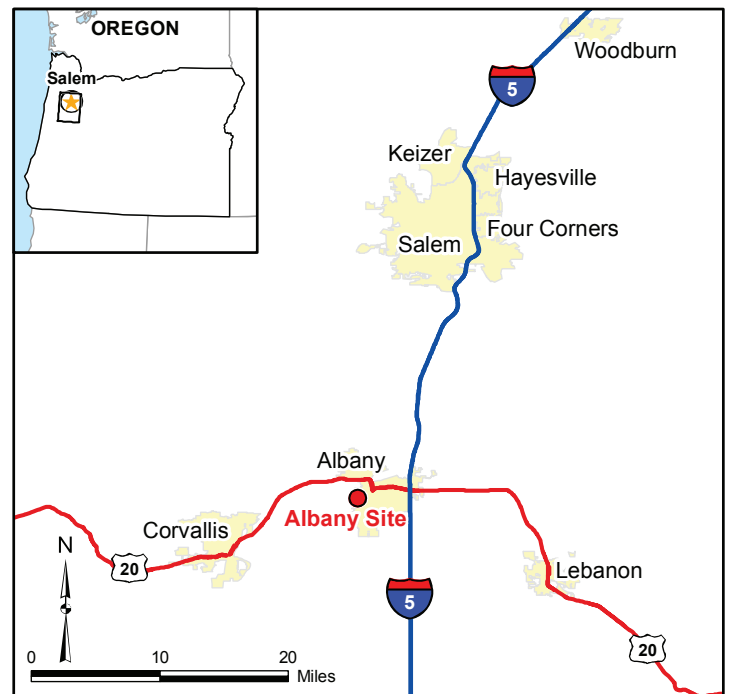 OREGON
Salem
Woodburn
5
Keizer
Hayesville
Salem
Four Corners
Albany
Albany Site
Corvallis
N
20
Lebanon
5
20
0 10 20
Miles